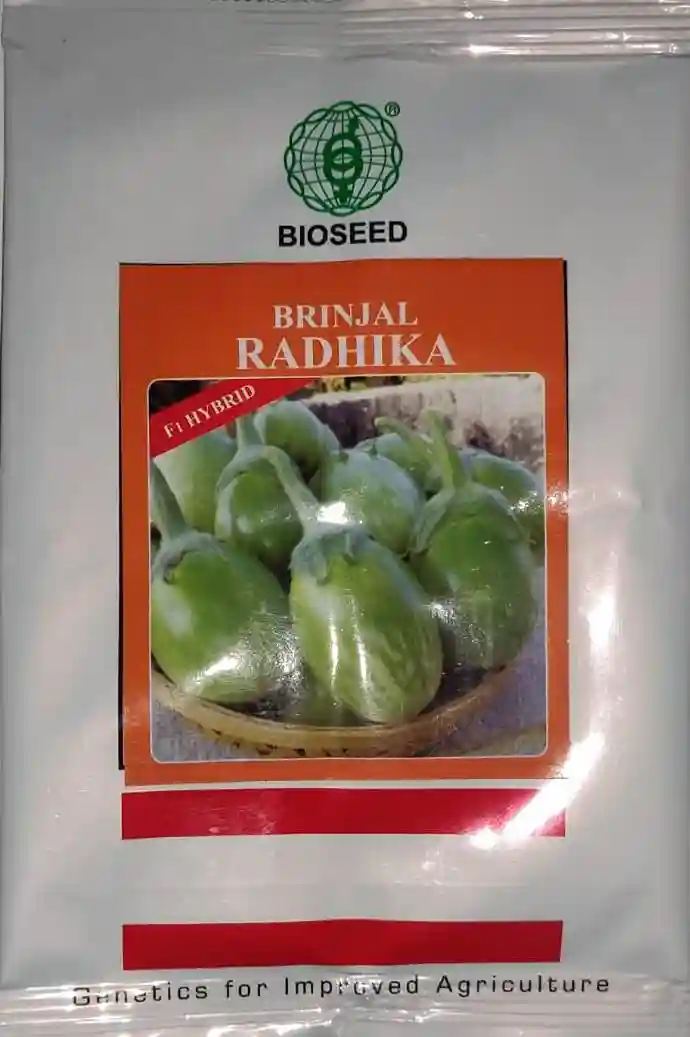 ®
BIOSEED
BRINJAL
RADHIKA
F1 HYBRID
Genetics for Improved Agriculture